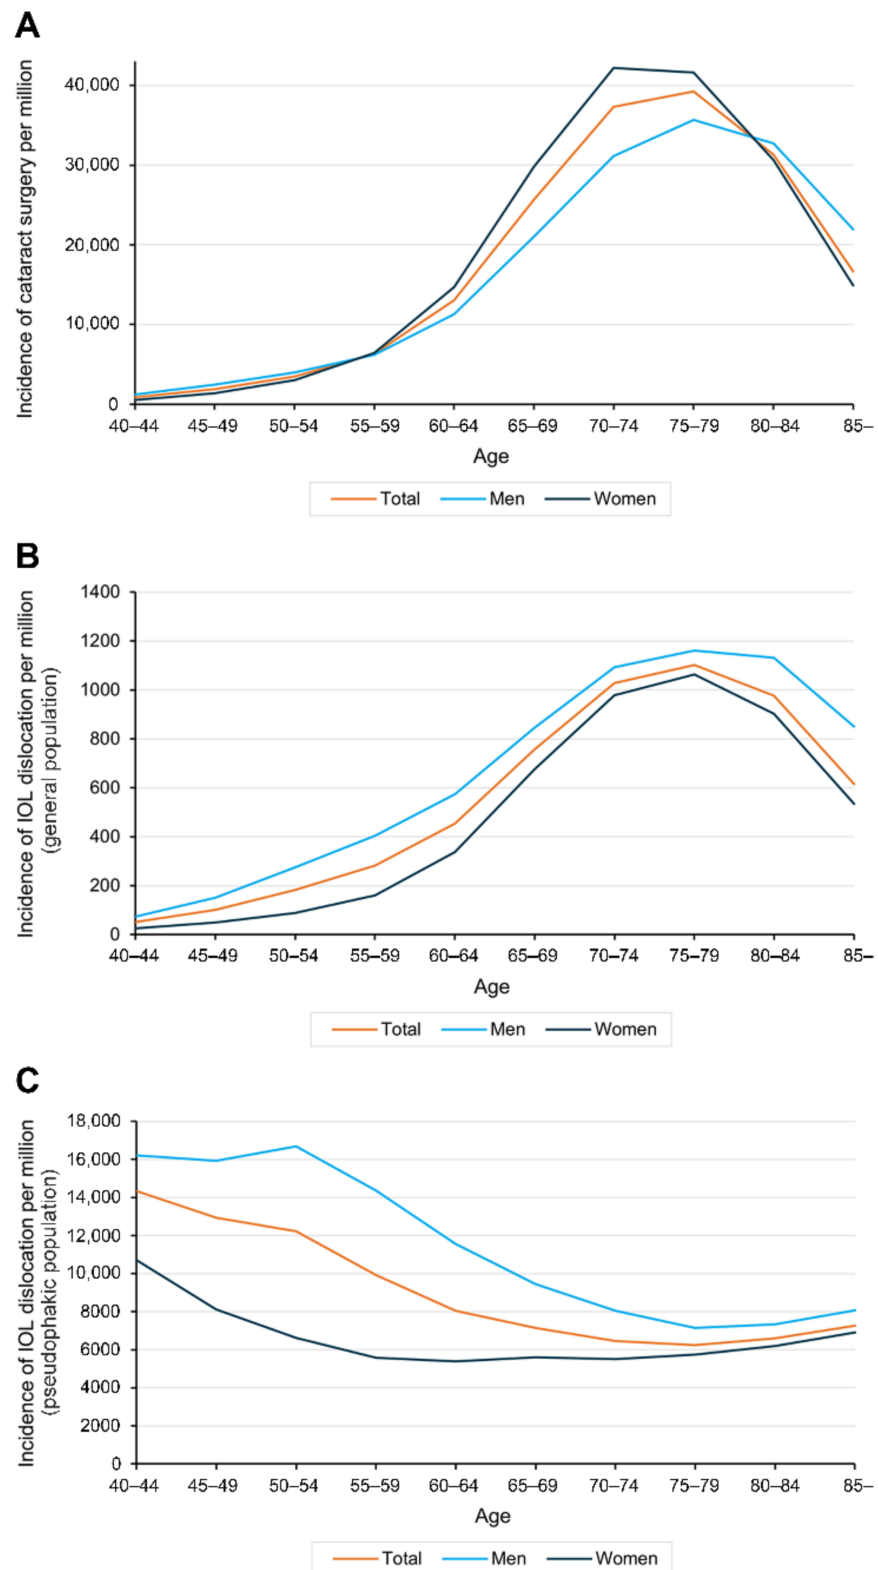 A
Incidence of cataract surgery per million
40,000
30,000
20,000
10,000
0
40–44 45–49 50–54 55–59 60–64 65–69 70–74 75–79 80–84 85–
Age
Total Men Women
B
Incidence of IOL dislocation per million
(general population)
1400
1200
1000
800
600
400
200
0
40–44 45–49 50–54 55–59 60–64 65–69 70–74 75–79 80–84 85–
Age
Total Men Women
C
Incidence of IOL dislocation per million
(pseudophakic population)
18,000
16,000
14,000
12,000
10,000
8000
6000
4000
2000
0
40–44 45–49 50–54 55–59 60–64 65–69 70–74 75–79 80–84 85–
Age
Total Men Women